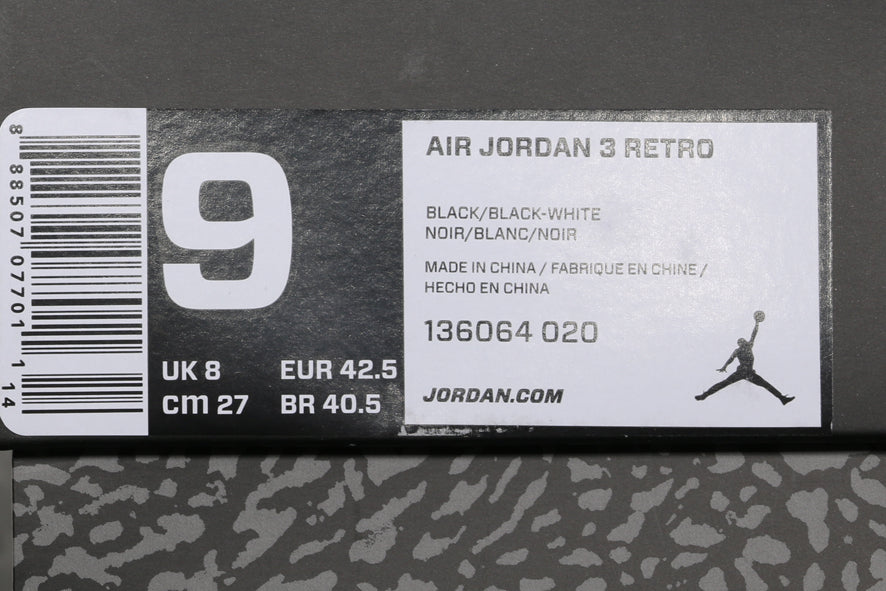 8 88507 07701 1 14
9
UK 8 EUR 42.5
cm 27 BR 40.5
AIR JORDAN 3 RETRO
BLACK/BLACK-WHITE
NOIR/BLANC/NOIR
MADE IN CHINA / FABRIQUE EN CHINE /
HECHO EN CHINA
136064 020
JORDAN.COM